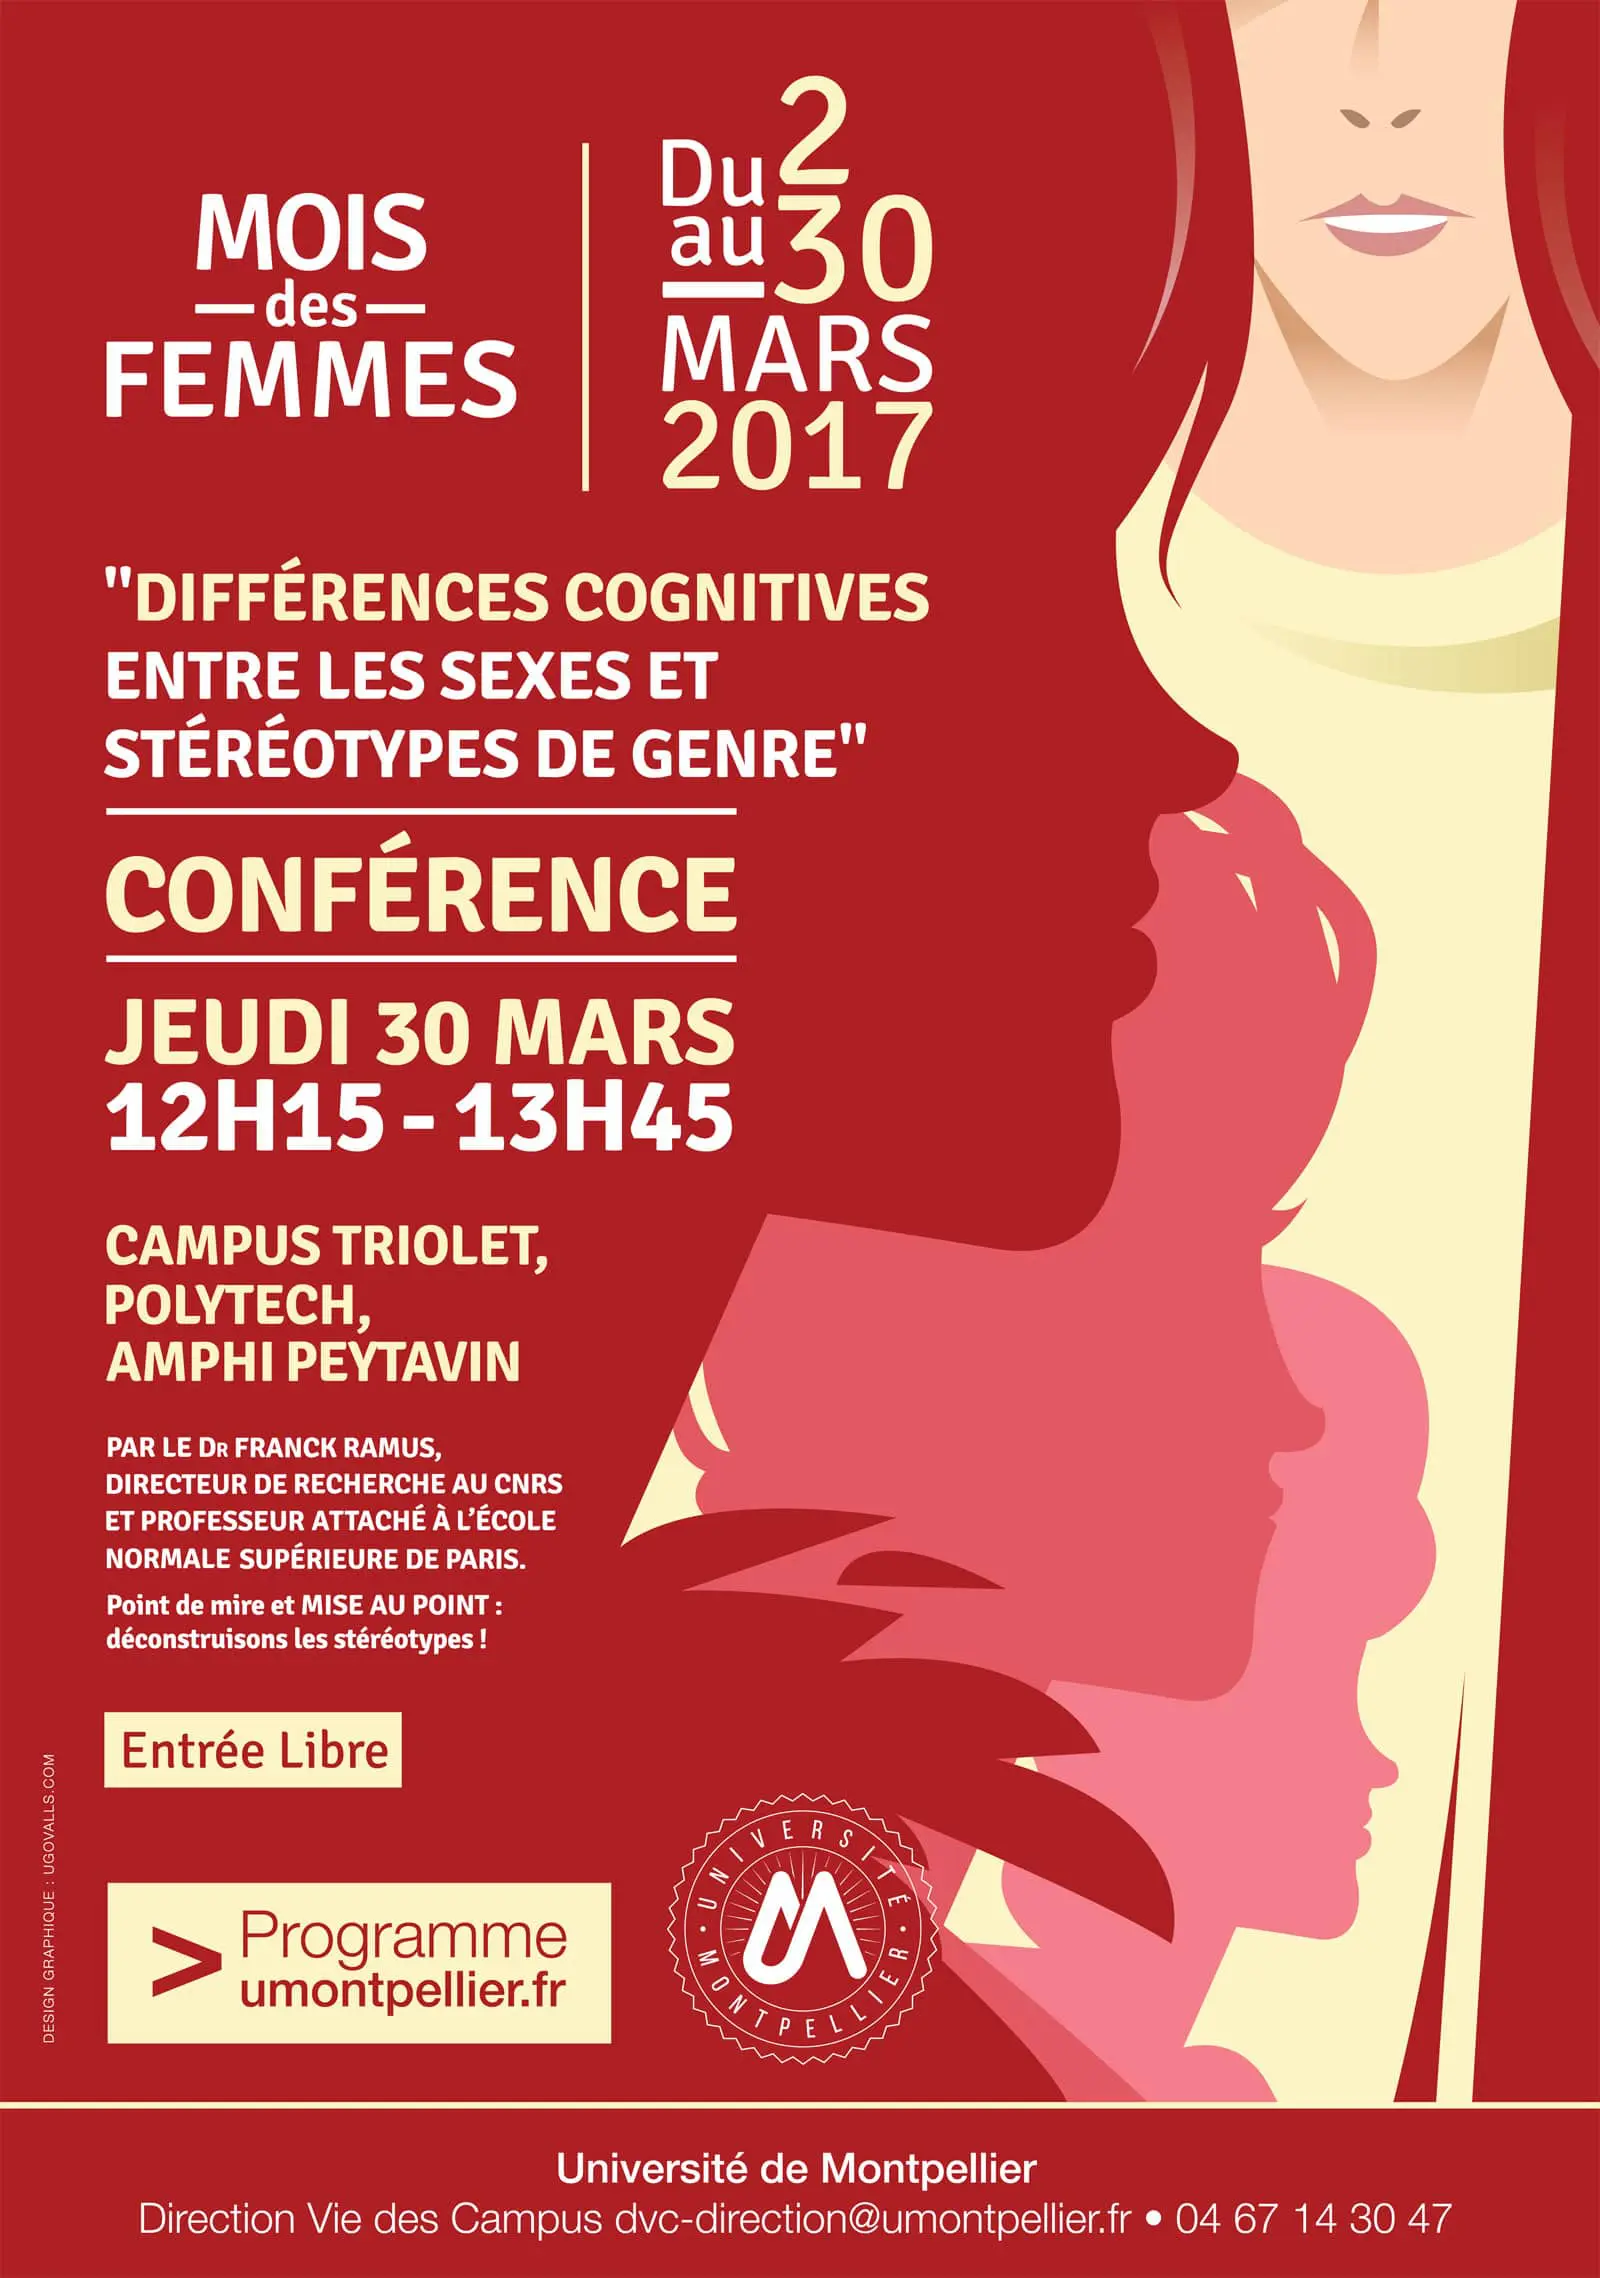 MOIS
des
FEMMES
Du 2
au 30
MARS
2017
"DIFFÉRENCES COGNITIVES
ENTRE LES SEXES ET
STÉRÉOTYPES DE GENRE"
CONFÉRENCE
JEUDI 30 MARS
12H15 - 13H45
CAMPUS TRIOLET,
POLYTECH,
AMPHI PEYTAVIN
PAR LE DR FRANCK RAMUS,
DIRECTEUR DE RECHERCHE AU CNRS
ET PROFESSEUR ATTACHÉ À L'ÉCOLE
NORMALE SUPÉRIEURE DE PARIS.
Point de mire et MISE AU POINT :
déconstruisons les stéréotypes !
Entrée Libre
DESIGN GRAPHIQUE : UGOVALLS.COM
> Programme
umontpellier.fr
· UNIVERSITÉ ·
MONTPELLIER
Université de Montpellier
Direction Vie des Campus dvc-direction@umontpellier.fr • 04 67 14 30 47